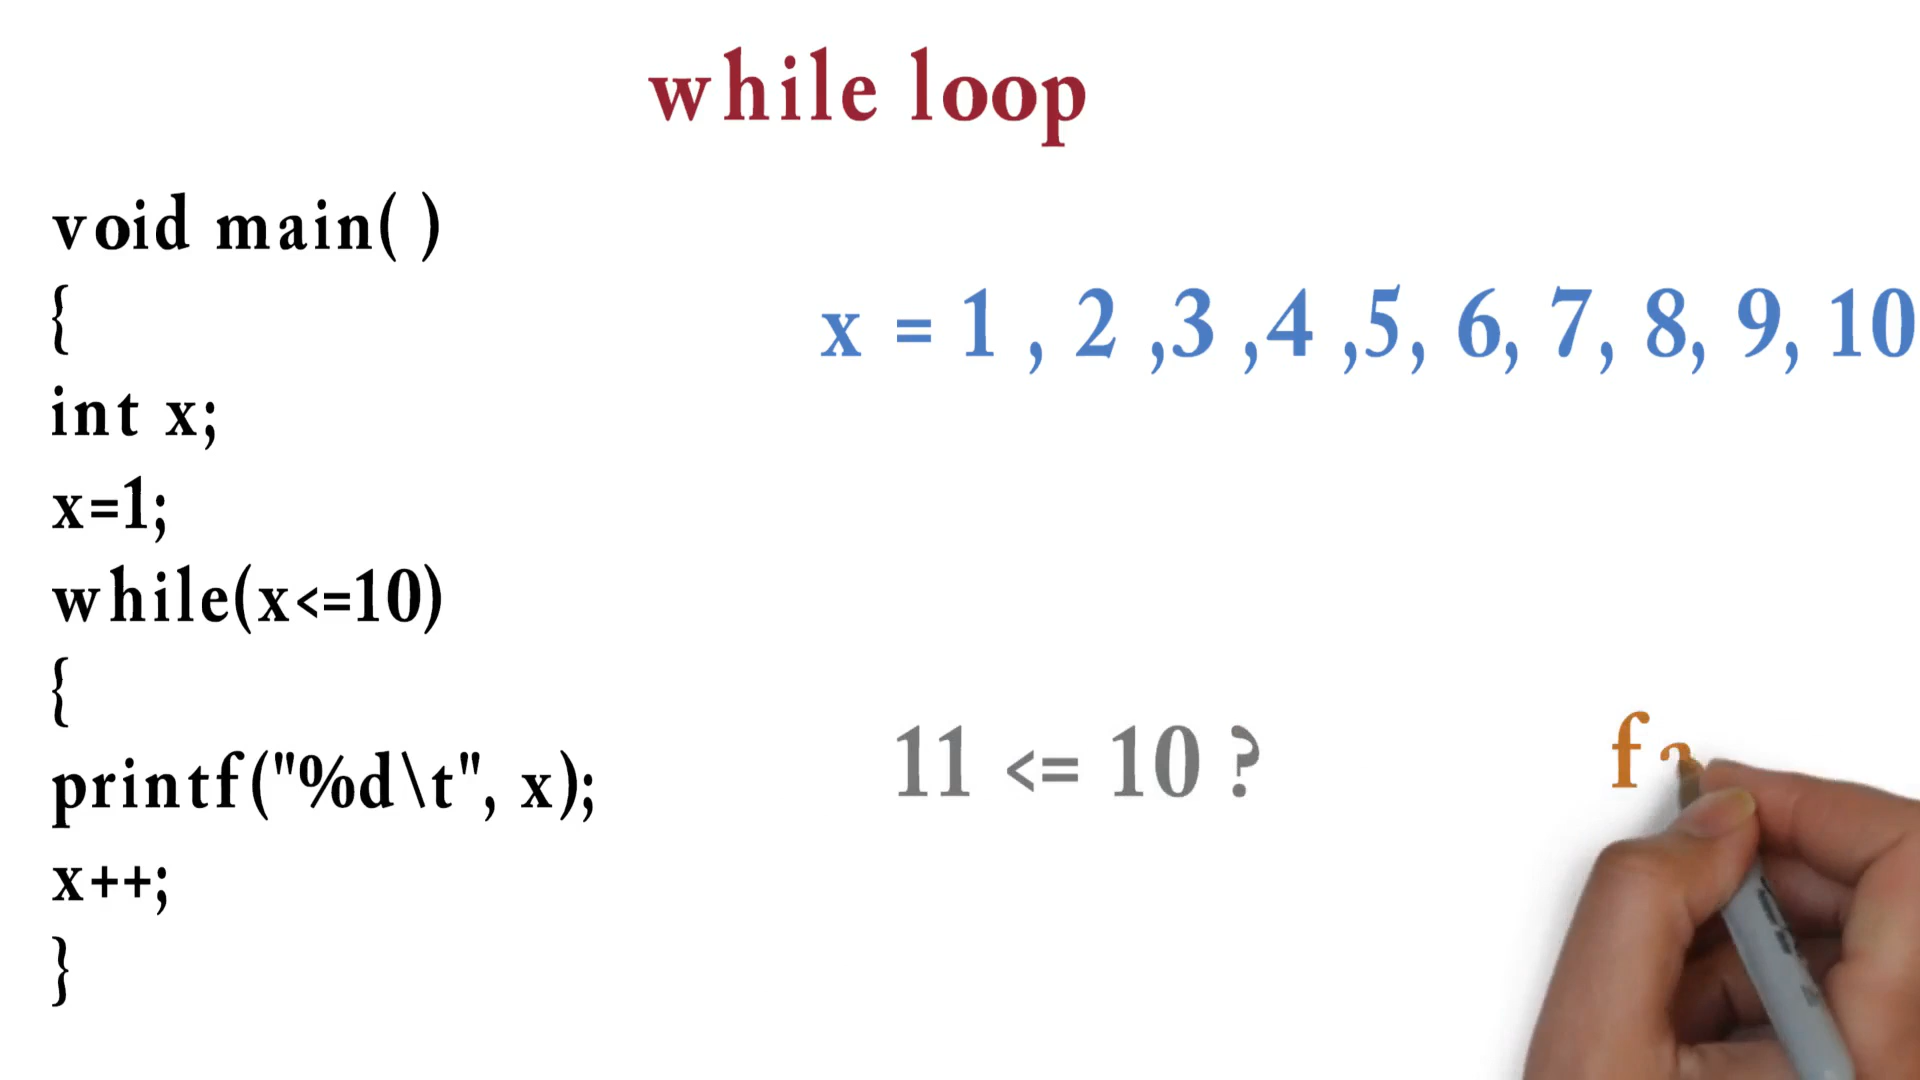 while loop
void main( )
{
int x;
x=1;
while(x<=10)
{
printf("%d\t", x);
x++;
}
x = 1 , 2 ,3 ,4 ,5, 6, 7, 8, 9, 10
11 <= 10 ?